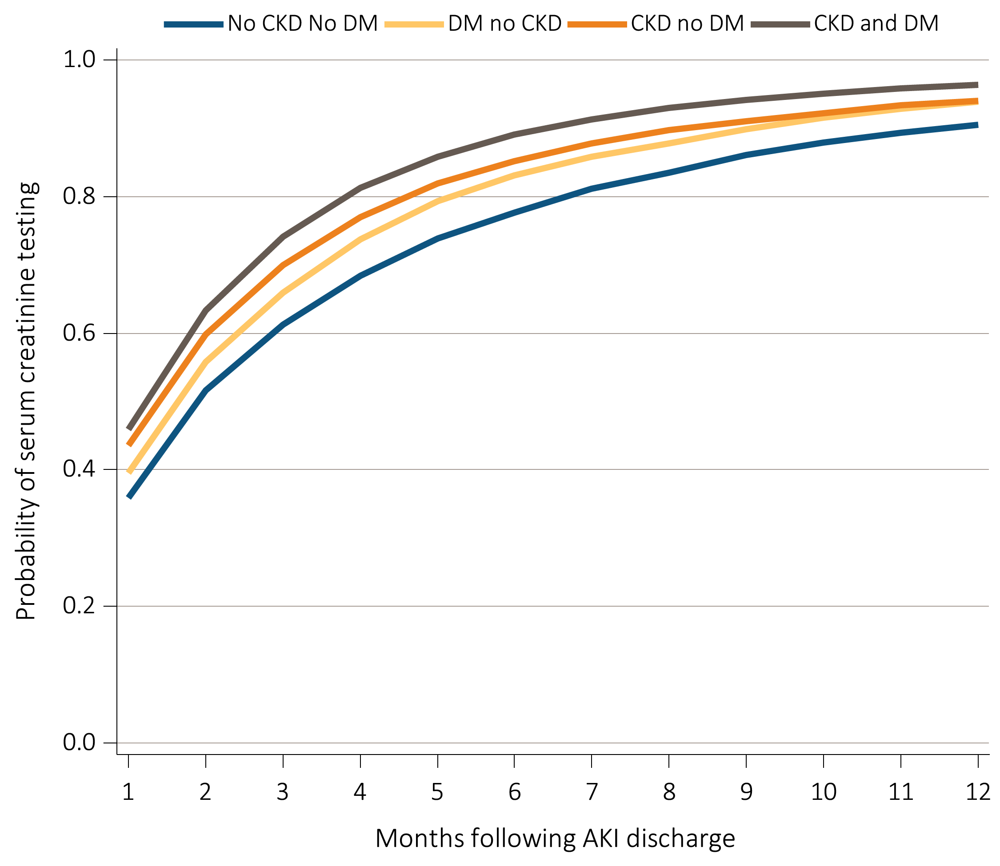 No CKD No DM DM no CKD CKD no DM CKD and DM
1.0
0.8
0.6
0.4
0.2
0.0
Probability of serum creatinine testing
1 2 3 4 5 6 7 8 9 10 11 12
Months following AKI discharge